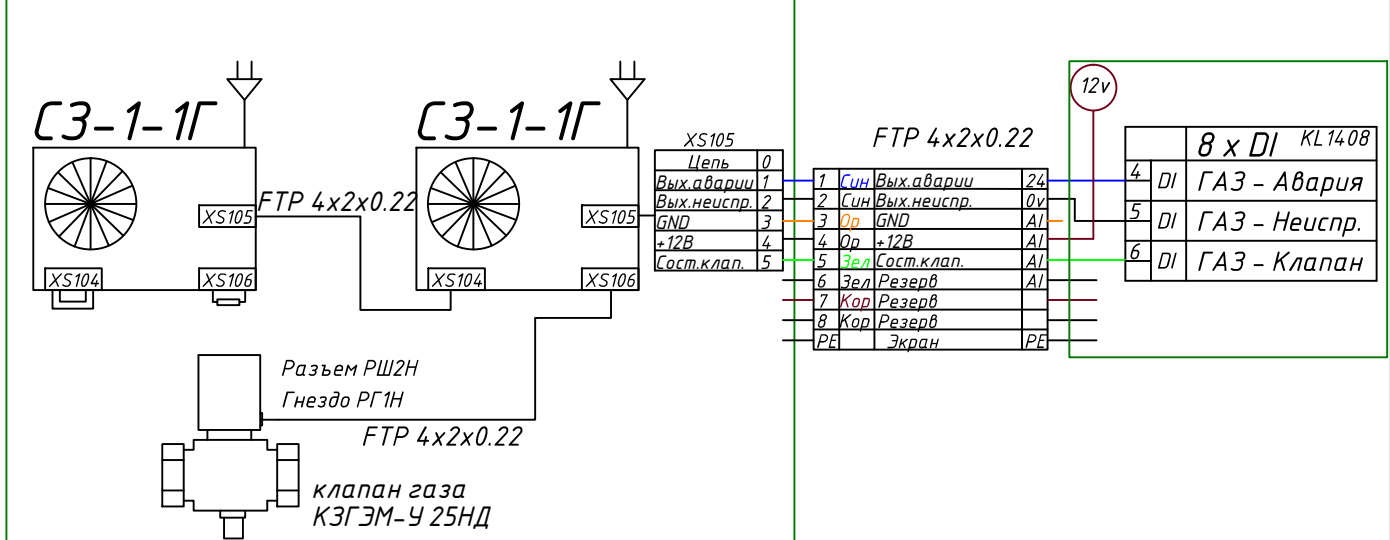 СЗ-1-1Г
XS105
XS104
XS106
FTP 4x2x0.22
СЗ-1-1Г
XS105
XS104
XS106
XS105
Цепь 0
Вых.аварии 1
Вых.неиспр. 2
GND 3
+12В 4
Сост.клап. 5
FTP 4x2x0.22
1 Син Вых.аварии 24
2 Син Вых.неиспр. 0v
3 Ор GND AI
4 Ор +12В AI
5 Зел Сост.клап. AI
6 Зел Резерв AI
7 Кор Резерв
8 Кор Резерв
PE Экран PE
12v
8 x DI KL1408
4 DI ГАЗ - Авария
5 DI ГАЗ - Неиспр.
6 DI ГАЗ - Клапан
Разъем РШ2Н
Гнездо РГ1Н
FTP 4x2x0.22
клапан газа
КЗГЭМ-У 25НД